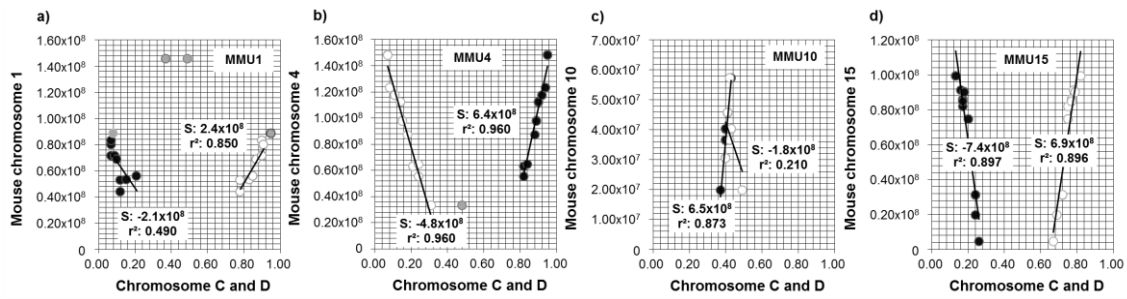 a)
Mouse chromosome 1
1.60x10⁸
1.40x10⁸
1.20x10⁸
1.00x10⁸
0.80x10⁸
0.60x10⁸
0.40x10⁸
0.20x10⁸
0
MMU1
S: 2.4x10⁸
r²: 0.850
S: -2.1x10⁸
r²: 0.490
0.00 0.20 0.40 0.60 0.80 1.00
Chromosome C and D
b)
Mouse chromosome 4
1.60x10⁸
1.40x10⁸
1.20x10⁸
1.00x10⁸
0.80x10⁸
0.60x10⁸
0.40x10⁸
0.20x10⁸
0
MMU4
S: 6.4x10⁸
r²: 0.960
S: -4.8x10⁸
r²: 0.960
0.00 0.20 0.40 0.60 0.80 1.00
Chromosome C and D
c)
Mouse chromosome 10
7.00x10⁷
6.00x10⁷
5.00x10⁷
4.00x10⁷
3.00x10⁷
2.00x10⁷
1.00x10⁷
0
MMU10
S: -1.8x10⁸
r²: 0.210
S: 6.5x10⁸
r²: 0.873
0.00 0.20 0.40 0.60 0.80 1.00
Chromosome C and D
d)
Mouse chromosome 15
1.20x10⁸
1.00x10⁸
0.80x10⁸
0.60x10⁸
0.40x10⁸
0.20x10⁸
0
MMU15
S: -7.4x10⁸
r²: 0.897
S: 6.9x10⁸
r²: 0.896
0.00 0.20 0.40 0.60 0.80 1.00
Chromosome C and D